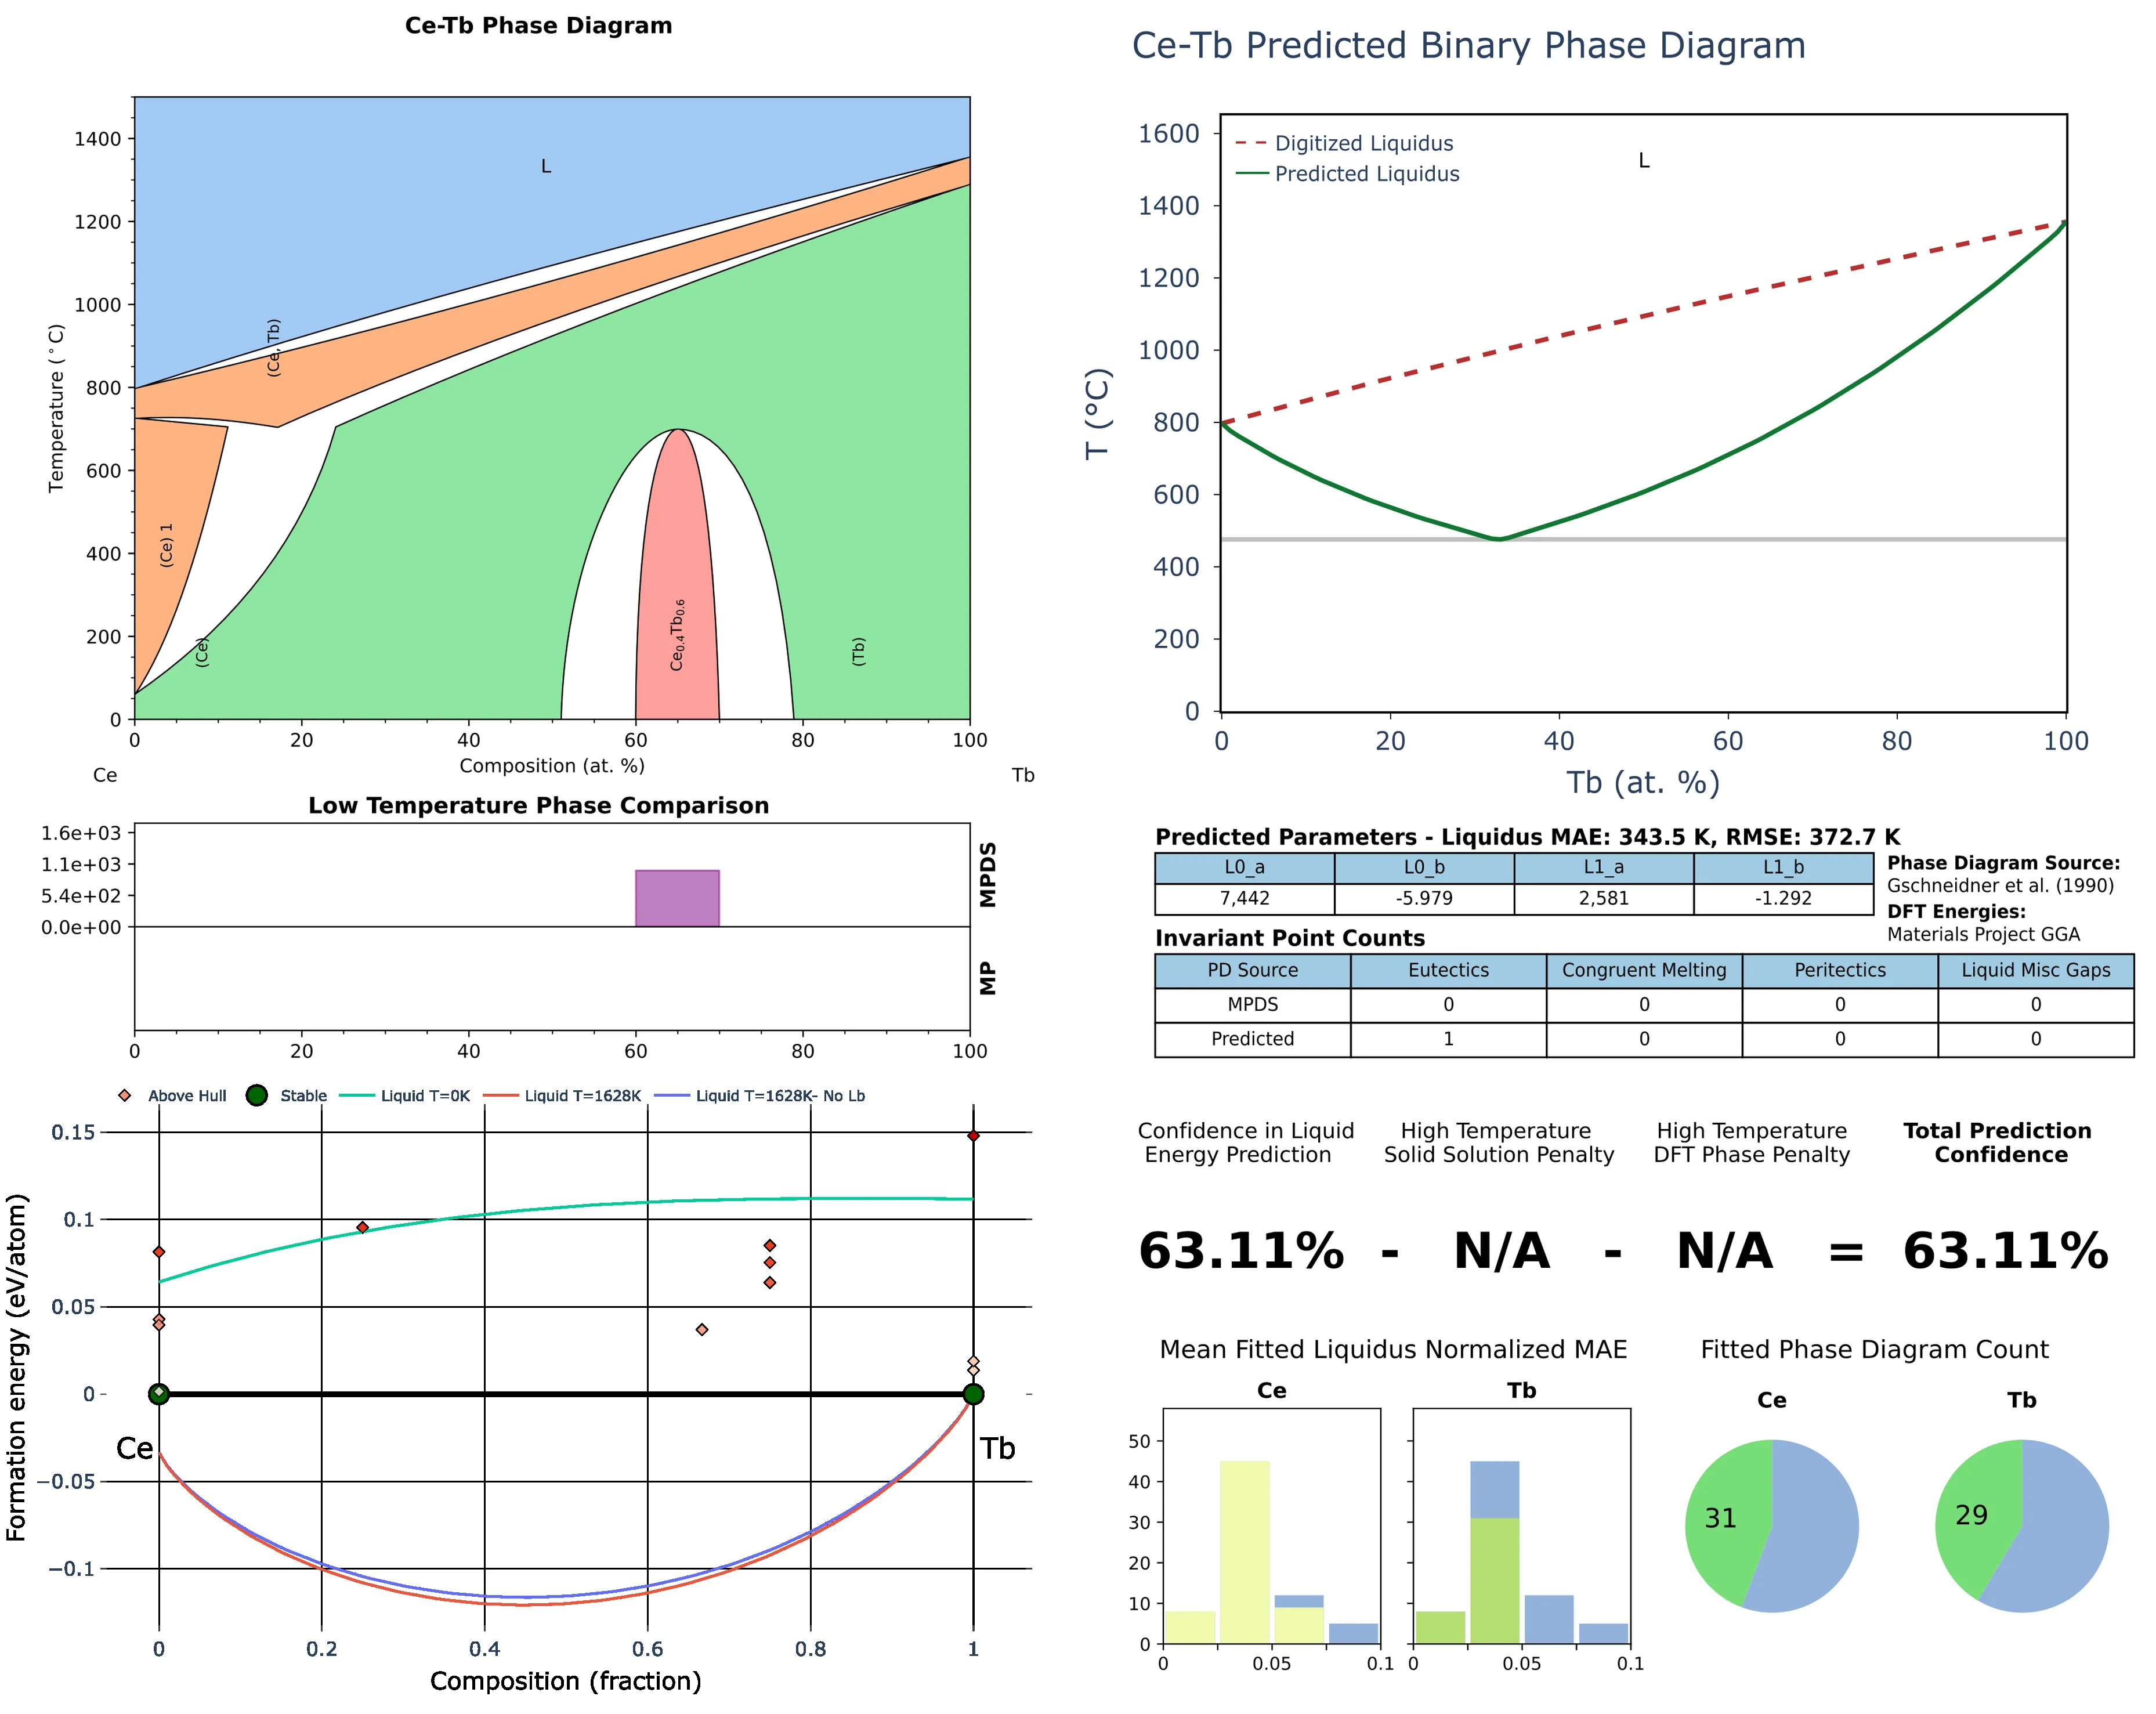 Ce-Tb Phase Diagram
1400
1200
1000
800
600
400
200
0
Temperature (°C)
L
(Ce, Tb)
(Ce) 1
(Ce)
Ce0.4Tb0.6
(Tb)
0 20 40 60 80 100
Composition (at. %)
Ce Tb
Low Temperature Phase Comparison
1.6e+03
1.1e+03
5.4e+02
0.0e+00
MPDS
MP
0 20 40 60 80 100
Above Hull Stable Liquid T=0K Liquid T=1628K Liquid T=1628K- No Lb
0.15
0.1
0.05
0
−0.05
−0.1
Formation energy (eV/atom)
Ce Tb
0 0.2 0.4 0.6 0.8 1
Composition (fraction)
Ce-Tb Predicted Binary Phase Diagram
1600
1400
1200
1000
800
600
400
200
0
T (°C)
Digitized Liquidus
Predicted Liquidus
L
0 20 40 60 80 100
Tb (at. %)
Predicted Parameters - Liquidus MAE: 343.5 K, RMSE: 372.7 K
L0_a L0_b L1_a L1_b
7,442 -5.979 2,581 -1.292
Phase Diagram Source:
Gschneidner et al. (1990)
DFT Energies:
Materials Project GGA
Invariant Point Counts
PD Source Eutectics Congruent Melting Peritectics Liquid Misc Gaps
MPDS 0 0 0 0
Predicted 1 0 0 0
Confidence in Liquid
Energy Prediction
High Temperature
Solid Solution Penalty
High Temperature
DFT Phase Penalty
Total Prediction
Confidence
63.11% - N/A - N/A = 63.11%
Mean Fitted Liquidus Normalized MAE
Ce Tb
50
40
30
20
10
0
0 0.05 0.1 0 0.05 0.1
Fitted Phase Diagram Count
Ce Tb
31 29